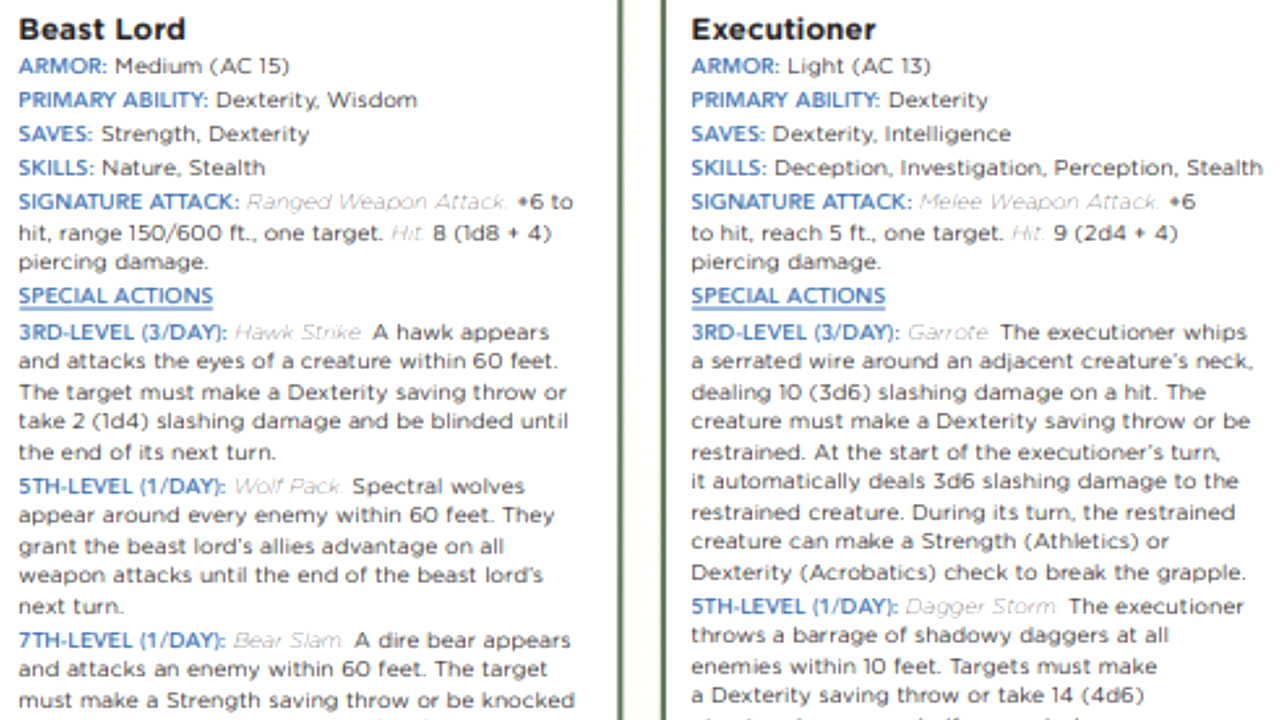 Beast Lord
ARMOR: Medium (AC 15)
PRIMARY ABILITY: Dexterity, Wisdom
SAVES: Strength, Dexterity
SKILLS: Nature, Stealth
SIGNATURE ATTACK: Ranged Weapon Attack. +6 to
hit, range 150/600 ft., one target. Hit: 8 (1d8 + 4)
piercing damage.
SPECIAL ACTIONS
3RD-LEVEL (3/DAY): Hawk Strike. A hawk appears
and attacks the eyes of a creature within 60 feet.
The target must make a Dexterity saving throw or
take 2 (1d4) slashing damage and be blinded until
the end of its next turn.
5TH-LEVEL (1/DAY): Wolf Pack. Spectral wolves
appear around every enemy within 60 feet. They
grant the beast lord's allies advantage on all
weapon attacks until the end of the beast lord's
next turn.
7TH-LEVEL (1/DAY): Bear Slam. A dire bear appears
and attacks an enemy within 60 feet. The target
must make a Strength saving throw or be knocked
Executioner
ARMOR: Light (AC 13)
PRIMARY ABILITY: Dexterity
SAVES: Dexterity, Intelligence
SKILLS: Deception, Investigation, Perception, Stealth
SIGNATURE ATTACK: Melee Weapon Attack. +6
to hit, reach 5 ft., one target. Hit: 9 (2d4 + 4)
piercing damage.
SPECIAL ACTIONS
3RD-LEVEL (3/DAY): Garrote. The executioner whips
a serrated wire around an adjacent creature's neck,
dealing 10 (3d6) slashing damage on a hit. The
creature must make a Dexterity saving throw or be
restrained. At the start of the executioner's turn,
it automatically deals 3d6 slashing damage to the
restrained creature. During its turn, the restrained
creature can make a Strength (Athletics) or
Dexterity (Acrobatics) check to break the grapple.
5TH-LEVEL (1/DAY): Dagger Storm. The executioner
throws a barrage of shadowy daggers at all
enemies within 10 feet. Targets must make
a Dexterity saving throw or take 14 (4d6)